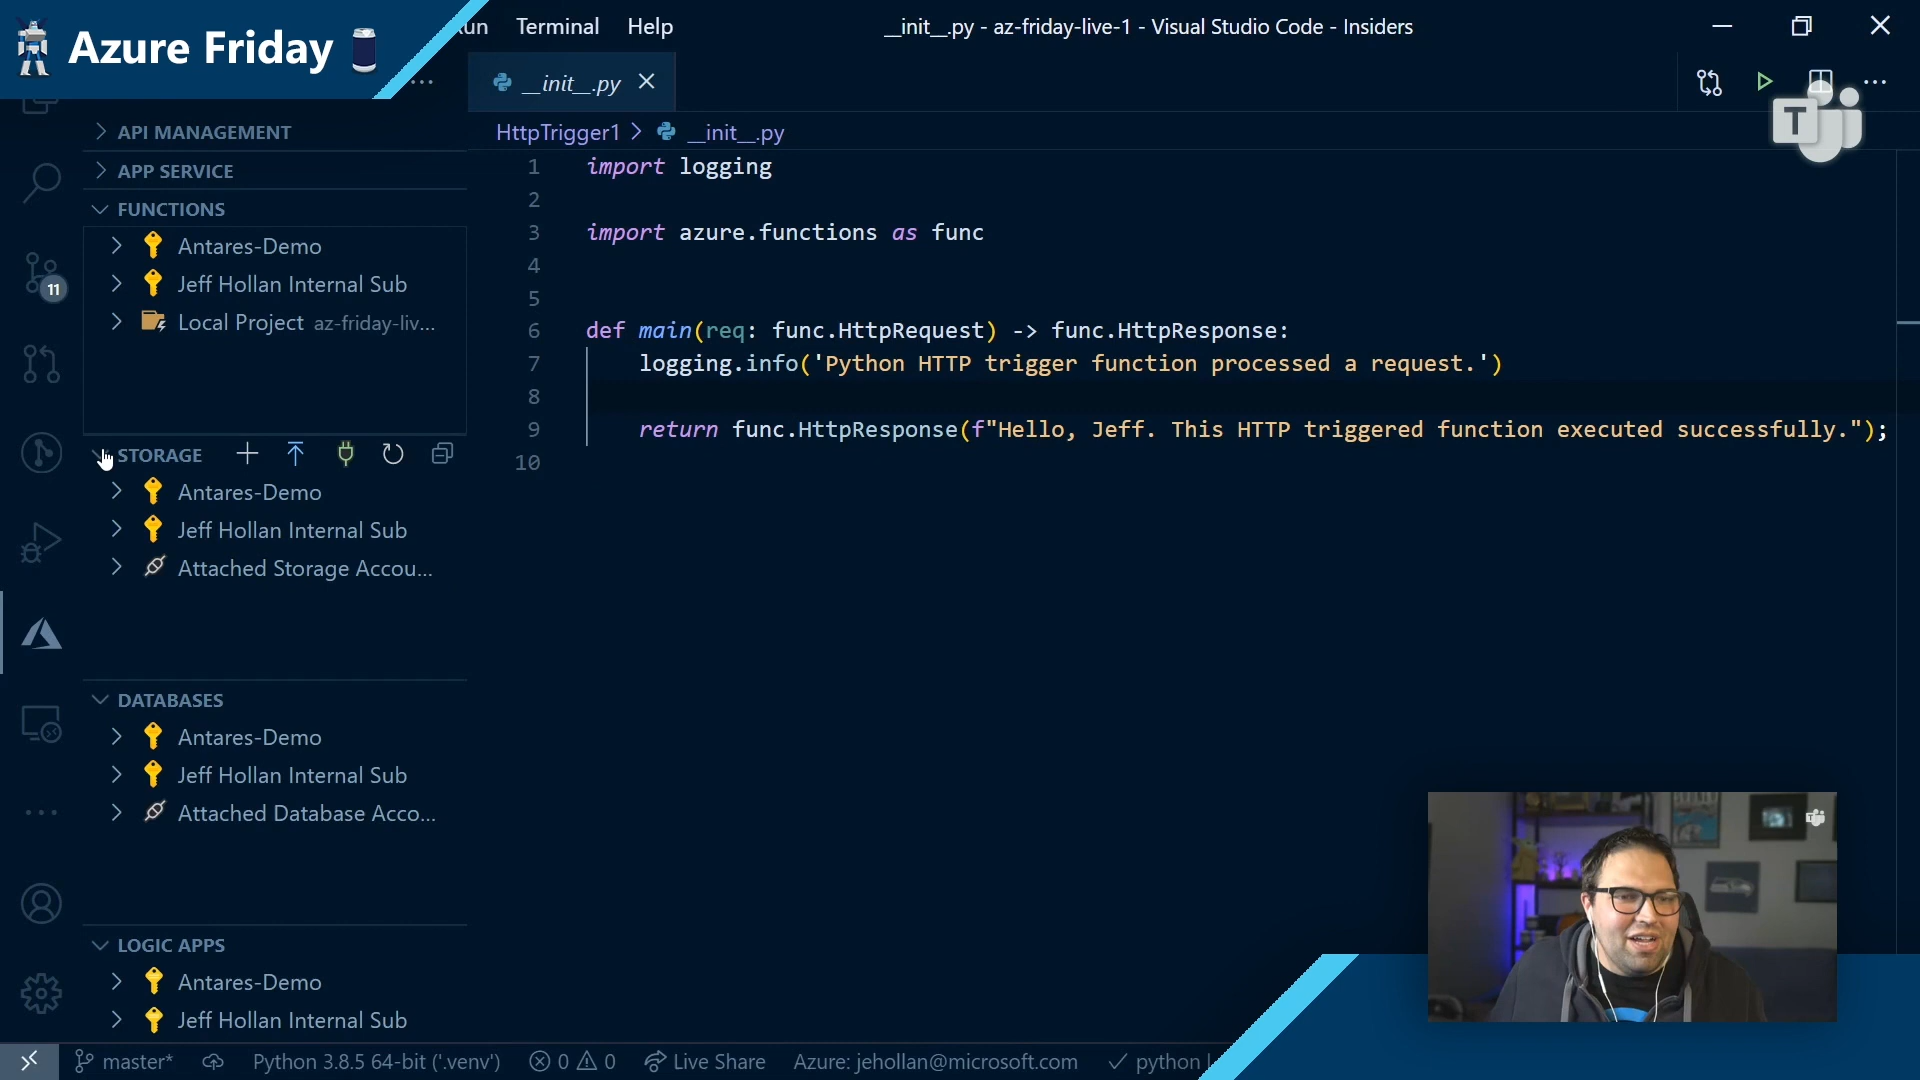 Azure Friday
Terminal Help
__init__.py - az-friday-live-1 - Visual Studio Code - Insiders
__init__.py
HttpTrigger1 > __init__.py
T
11
API MANAGEMENT
APP SERVICE
FUNCTIONS
Antares-Demo
Jeff Hollan Internal Sub
Local Project az-friday-liv...
STORAGE
Antares-Demo
Jeff Hollan Internal Sub
Attached Storage Accou...
DATABASES
Antares-Demo
Jeff Hollan Internal Sub
Attached Database Acco...
LOGIC APPS
Antares-Demo
Jeff Hollan Internal Sub
1 import logging
2
3 import azure.functions as func
4
5
6 def main(req: func.HttpRequest) -> func.HttpResponse:
7 logging.info('Python HTTP trigger function processed a request.')
8
9 return func.HttpResponse(f"Hello, Jeff. This HTTP triggered function executed successfully.");
10
master* Python 3.8.5 64-bit ('.venv') 0 0 Live Share Azure: jehollan@microsoft.com python